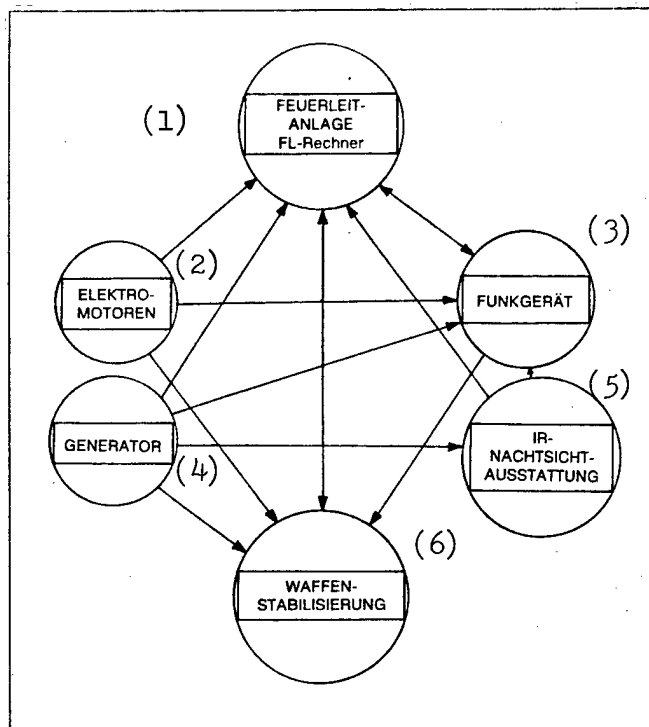 (1)
FEUERLEIT-
ANLAGE
FL-Rechner
(2)
ELEKTRO-
MOTOREN
(3)
FUNKGERÄT
GENERATOR
(4)
(5)
IR-
NACHTSICHT-
AUSSTATTUNG
(6)
WAFFEN-
STABILISIERUNG